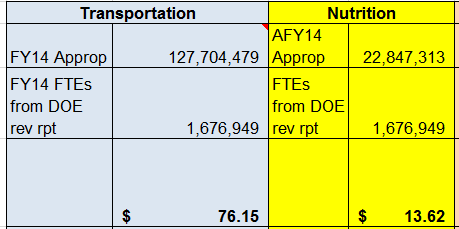 Transportation Nutrition
FY14 Approp 127,704,479 AFY14 Approp 22,847,313
FY14 FTEs from DOE rev rpt 1,676,949 FTEs from DOE rev rpt 1,676,949
$ 76.15 $ 13.62